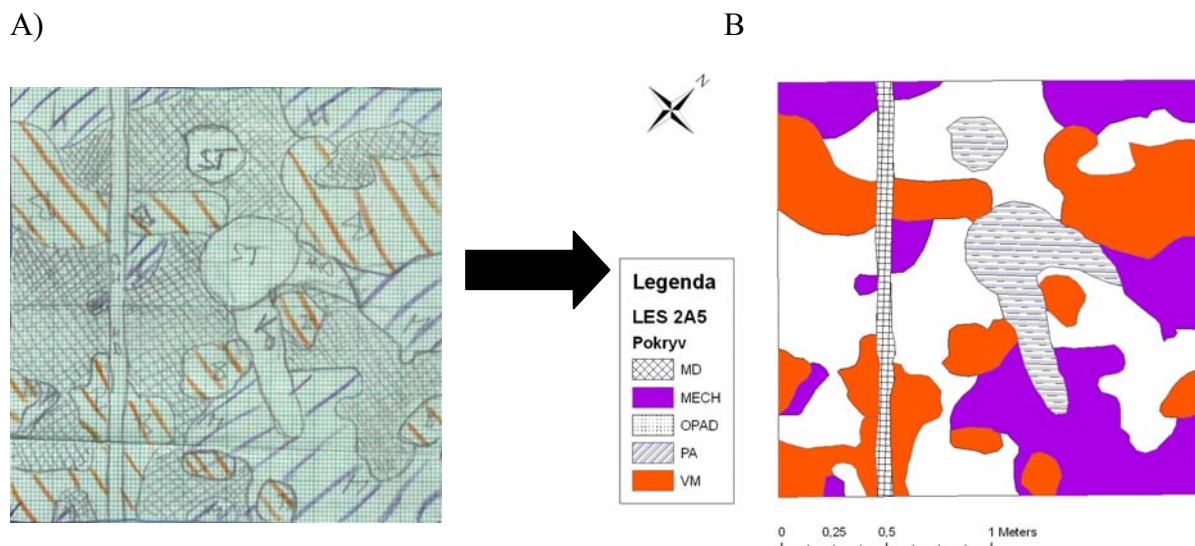 A)
B
N
ST
ST
Legenda
LES 2A5
Pokryv
MD
MECH
OPAD
PA
VM
0 0,25 0,5 1 Meters